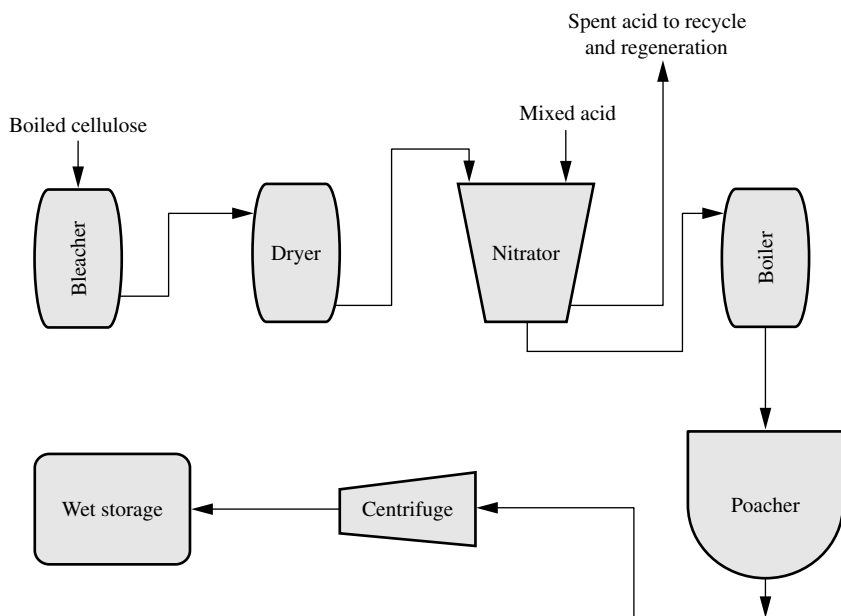 Spent acid to recycle
and regeneration
Mixed acid
Boiled cellulose
Bleacher
Dryer
Nitrator
Boiler
Wet storage
Centrifuge
Poacher